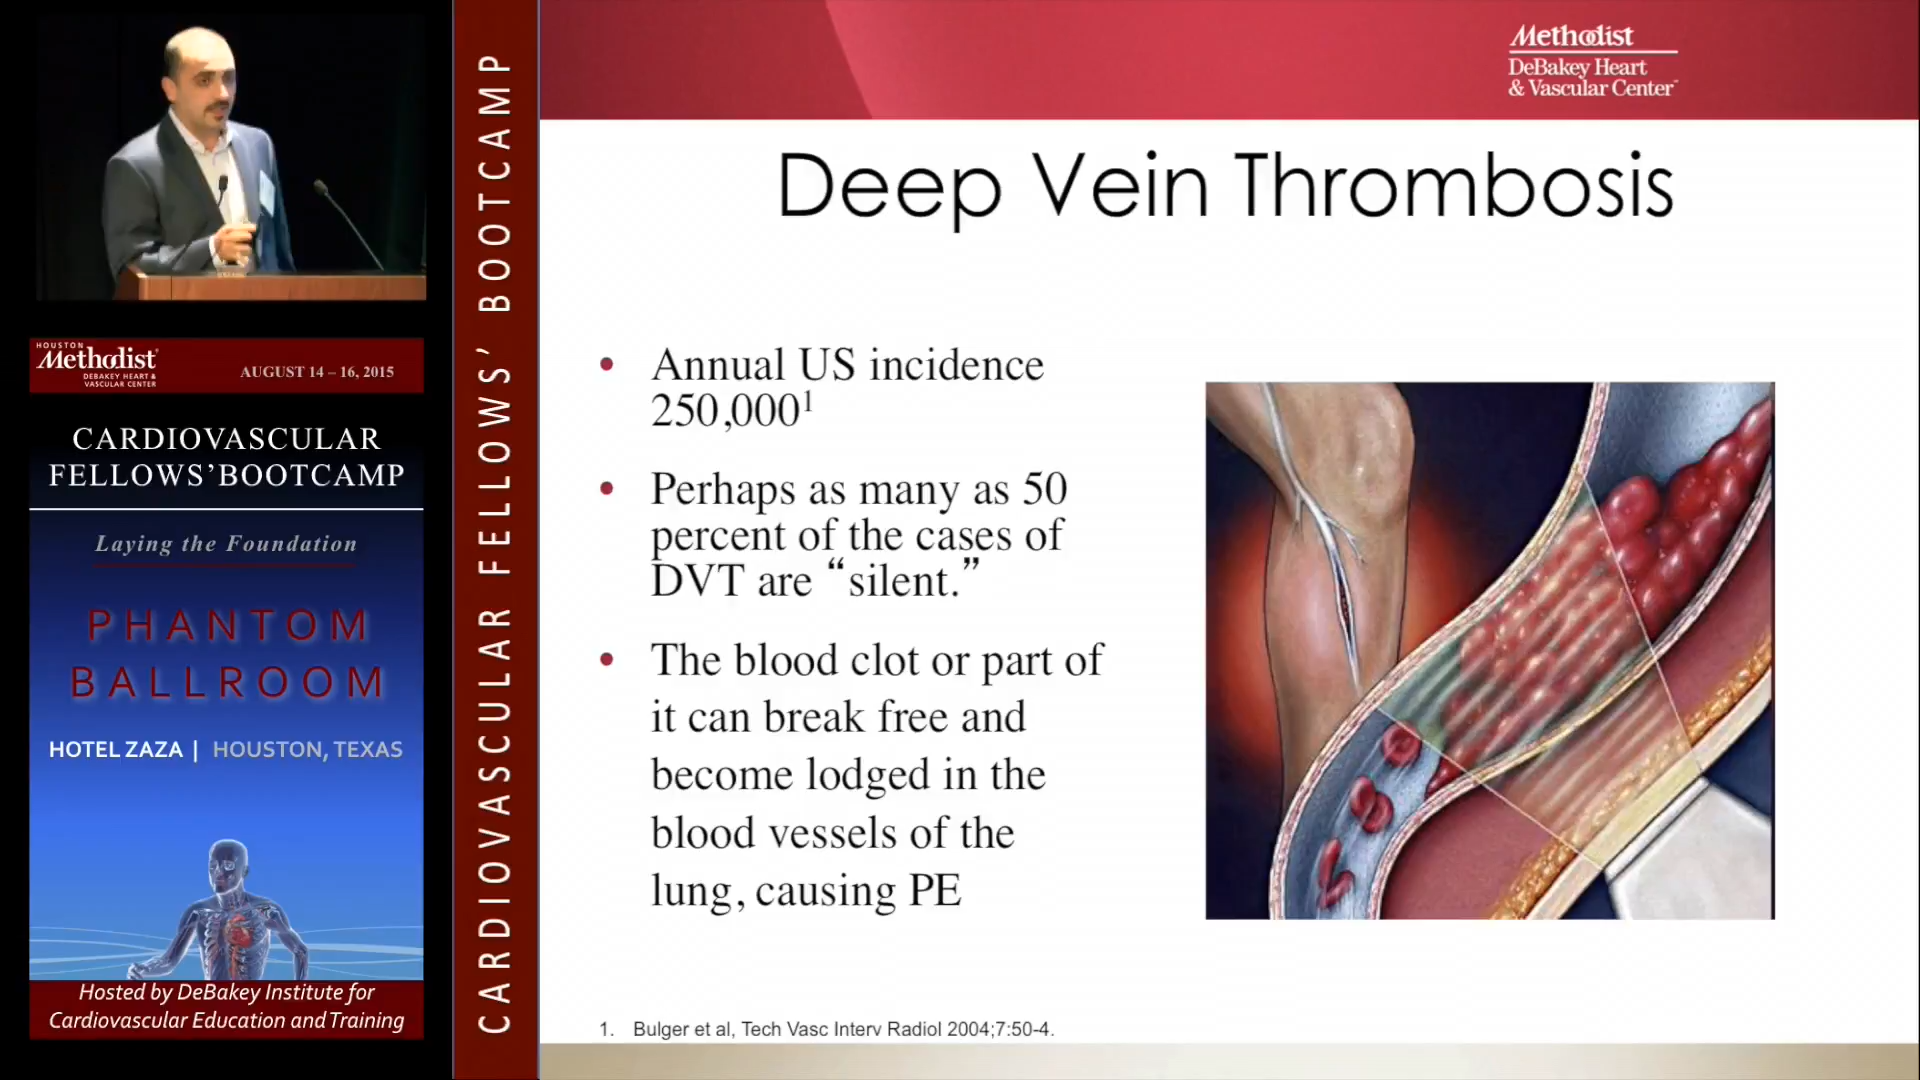 HOUSTON
Methodist
DEBAKEY HEART &
VASCULAR CENTER
AUGUST 14 – 16, 2015
CARDIOVASCULAR
FELLOWS’BOOTCAMP
Laying the Foundation
PHANTOM
BALLROOM
HOTEL ZAZA | HOUSTON, TEXAS
Hosted by DeBakey Institute for
Cardiovascular Education and Training
CARDIOVASCULAR FELLOWS’ BOOTCAMP
Methodist
DeBakey Heart
& Vascular Center
Deep Vein Thrombosis
• Annual US incidence
250,000¹
• Perhaps as many as 50
percent of the cases of
DVT are “silent.”
• The blood clot or part of
it can break free and
become lodged in the
blood vessels of the
lung, causing PE
1. Bulger et al, Tech Vasc Interv Radiol 2004;7:50-4.